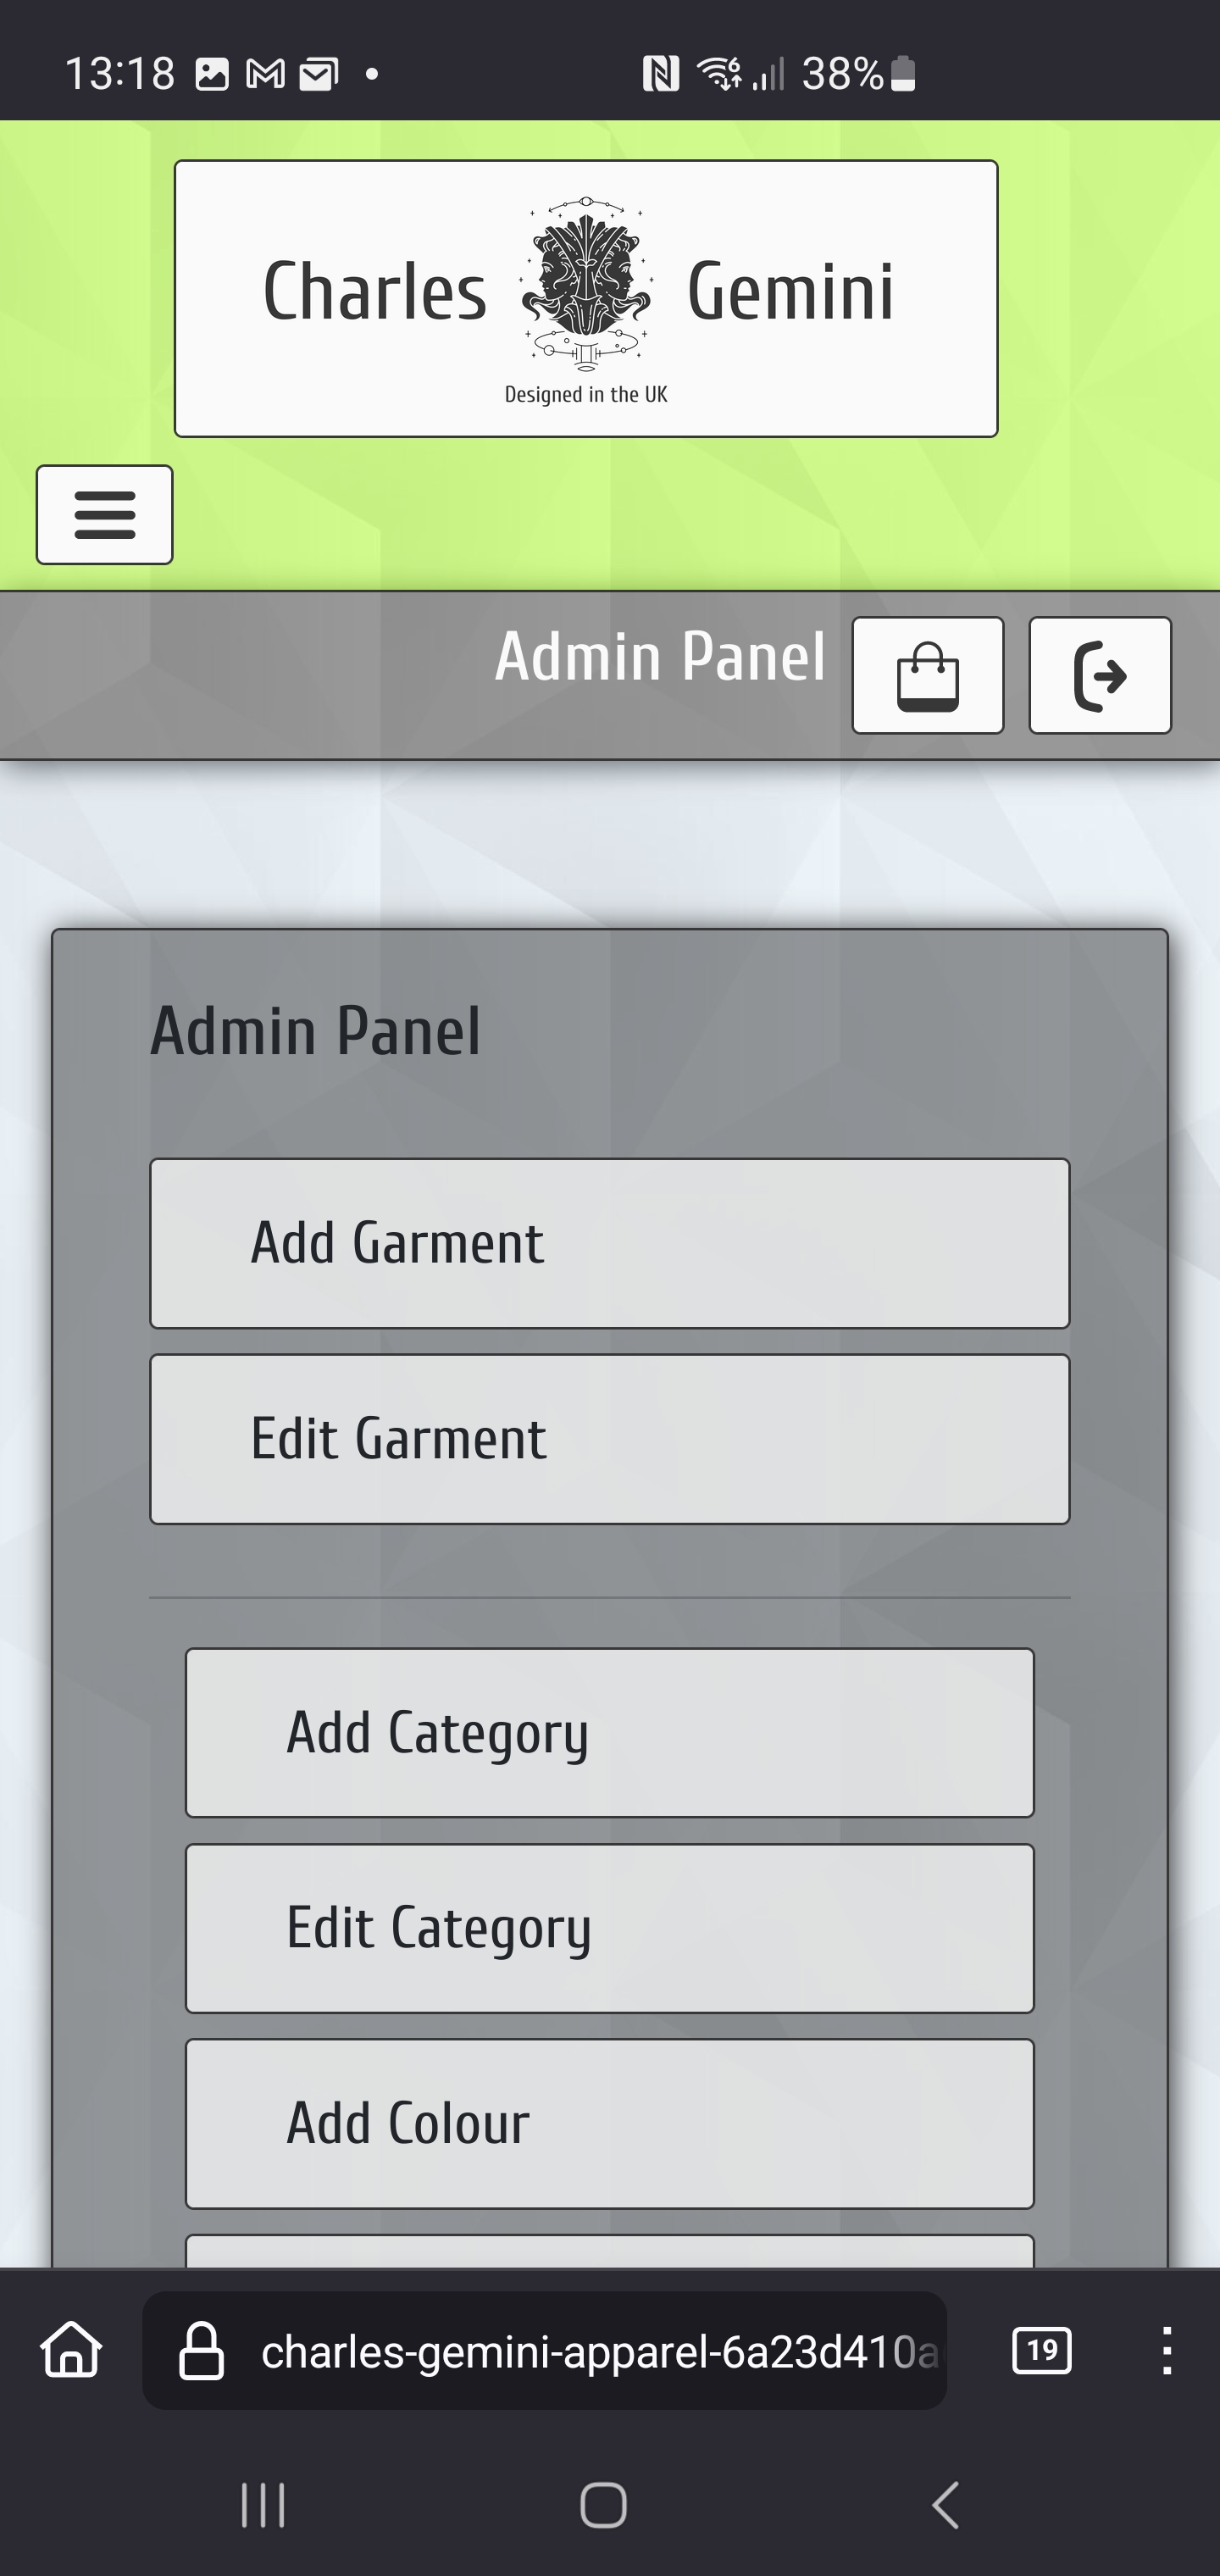 13:18 38%
Charles Gemini
Designed in the UK
Admin Panel
Admin Panel
Add Garment
Edit Garment
Add Category
Edit Category
Add Colour
charles-gemini-apparel-6a23d410a
19